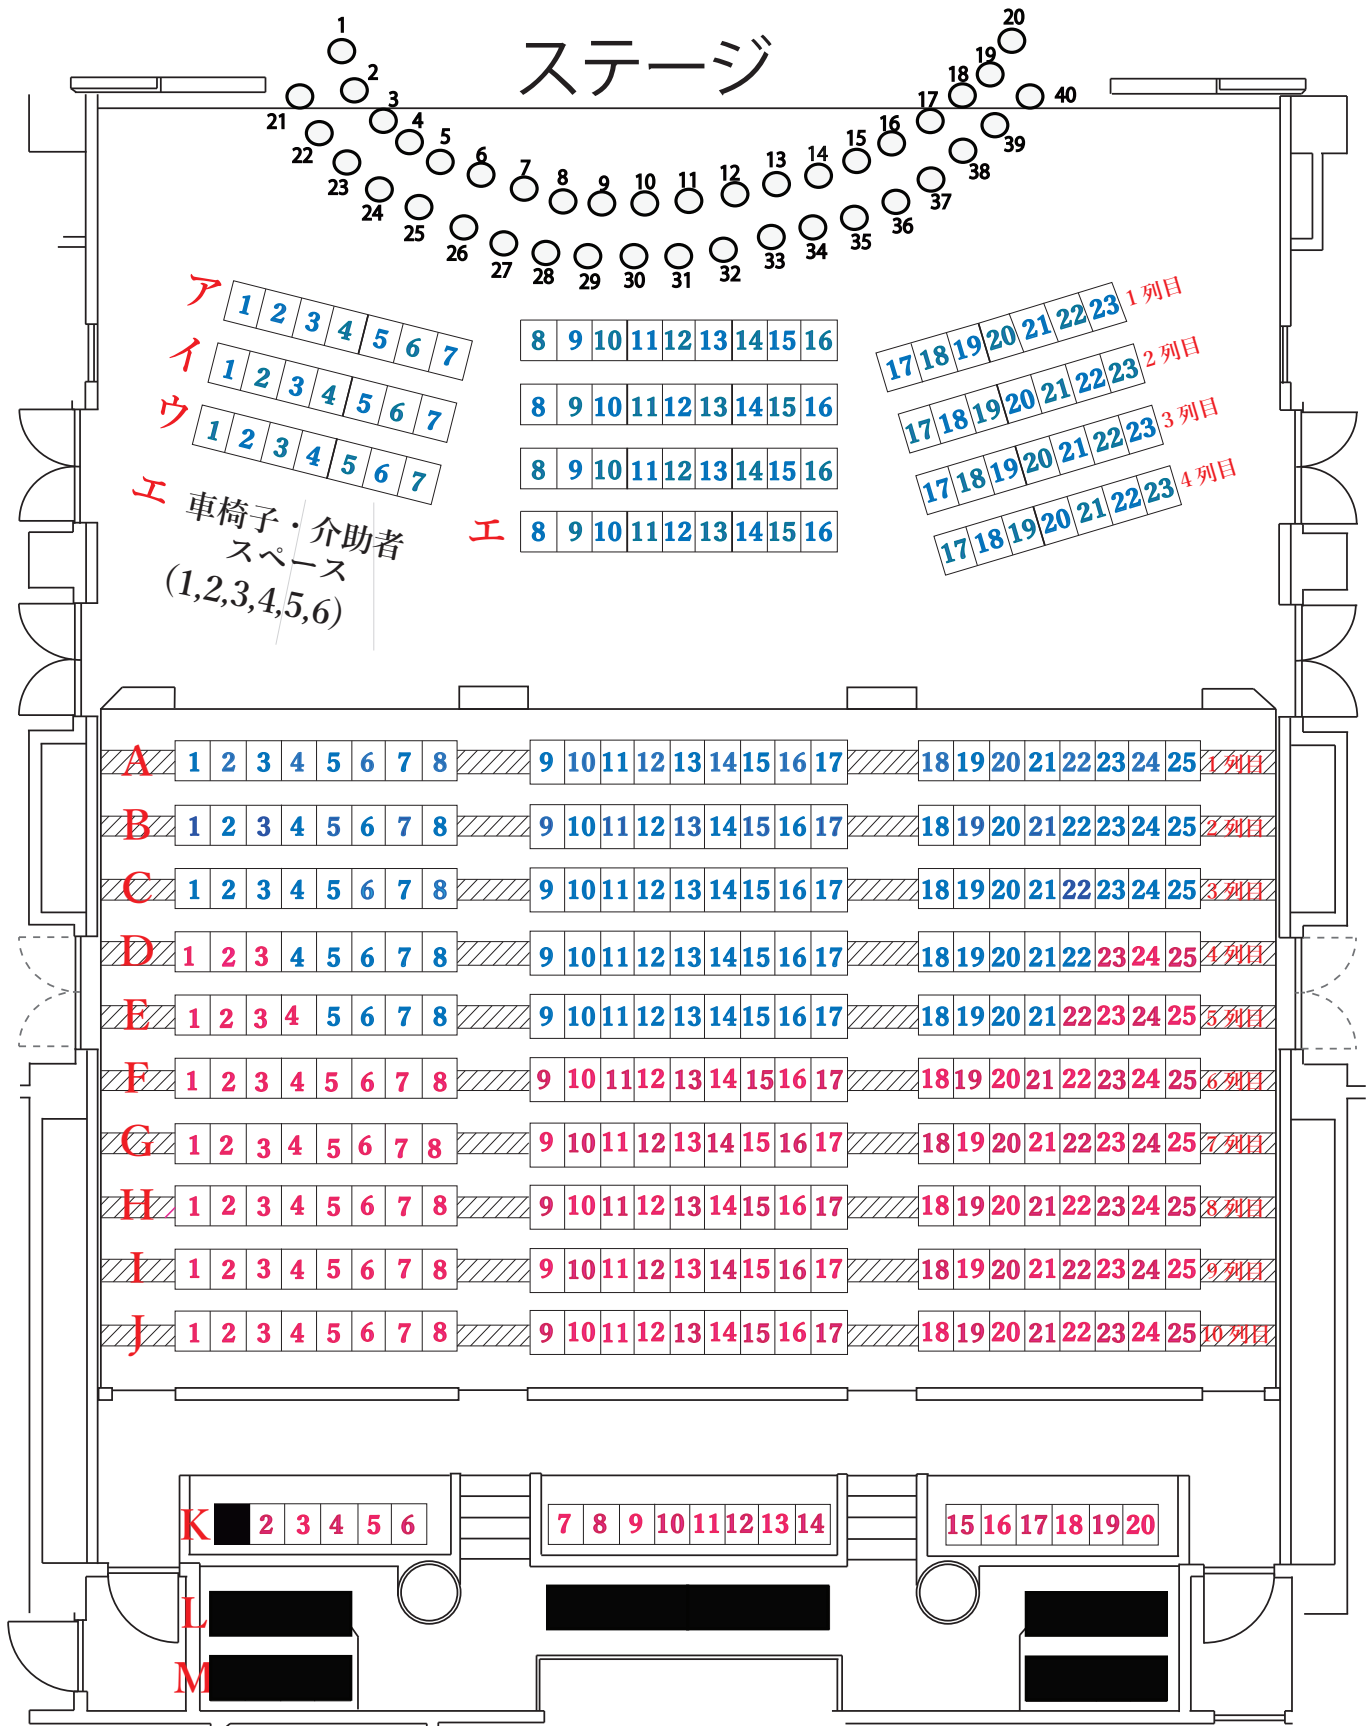 ステージ
1 2 3 4 5 6 7 8 9 10 11 12 13 14 15 16 17 18 19 20
21 22 23 24 25 26 27 28 29 30 31 32 33 34 35 36 37 38 39 40
ア 1 2 3 4 5 6 7 8 9 10 11 12 13 14 15 16 17 18 19 20 21 22 23 1列目
イ 1 2 3 4 5 6 7 8 9 10 11 12 13 14 15 16 17 18 19 20 21 22 23 2列目
ウ 1 2 3 4 5 6 7 8 9 10 11 12 13 14 15 16 17 18 19 20 21 22 23 3列目
エ 車椅子・介助者
スペース
(1,2,3,4,5,6)
エ 8 9 10 11 12 13 14 15 16 17 18 19 20 21 22 23 4列目
A 1 2 3 4 5 6 7 8 9 10 11 12 13 14 15 16 17 18 19 20 21 22 23 24 25 1列目
B 1 2 3 4 5 6 7 8 9 10 11 12 13 14 15 16 17 18 19 20 21 22 23 24 25 2列目
C 1 2 3 4 5 6 7 8 9 10 11 12 13 14 15 16 17 18 19 20 21 22 23 24 25 3列目
D 1 2 3 4 5 6 7 8 9 10 11 12 13 14 15 16 17 18 19 20 21 22 23 24 25 4列目
E 1 2 3 4 5 6 7 8 9 10 11 12 13 14 15 16 17 18 19 20 21 22 23 24 25 5列目
F 1 2 3 4 5 6 7 8 9 10 11 12 13 14 15 16 17 18 19 20 21 22 23 24 25 6列目
G 1 2 3 4 5 6 7 8 9 10 11 12 13 14 15 16 17 18 19 20 21 22 23 24 25 7列目
H 1 2 3 4 5 6 7 8 9 10 11 12 13 14 15 16 17 18 19 20 21 22 23 24 25 8列目
I 1 2 3 4 5 6 7 8 9 10 11 12 13 14 15 16 17 18 19 20 21 22 23 24 25 9列目
J 1 2 3 4 5 6 7 8 9 10 11 12 13 14 15 16 17 18 19 20 21 22 23 24 25 10列目
K 2 3 4 5 6 7 8 9 10 11 12 13 14 15 16 17 18 19 20
L
M